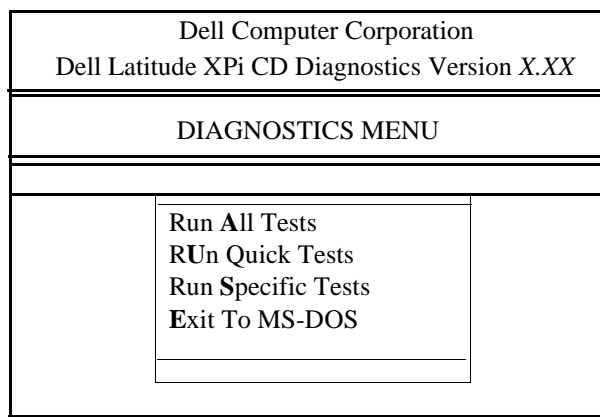 Dell Computer Corporation
Dell Latitude XPi CD Diagnostics Version X.XX
DIAGNOSTICS MENU
Run All Tests
RUn Quick Tests
Run Specific Tests
Exit To MS-DOS